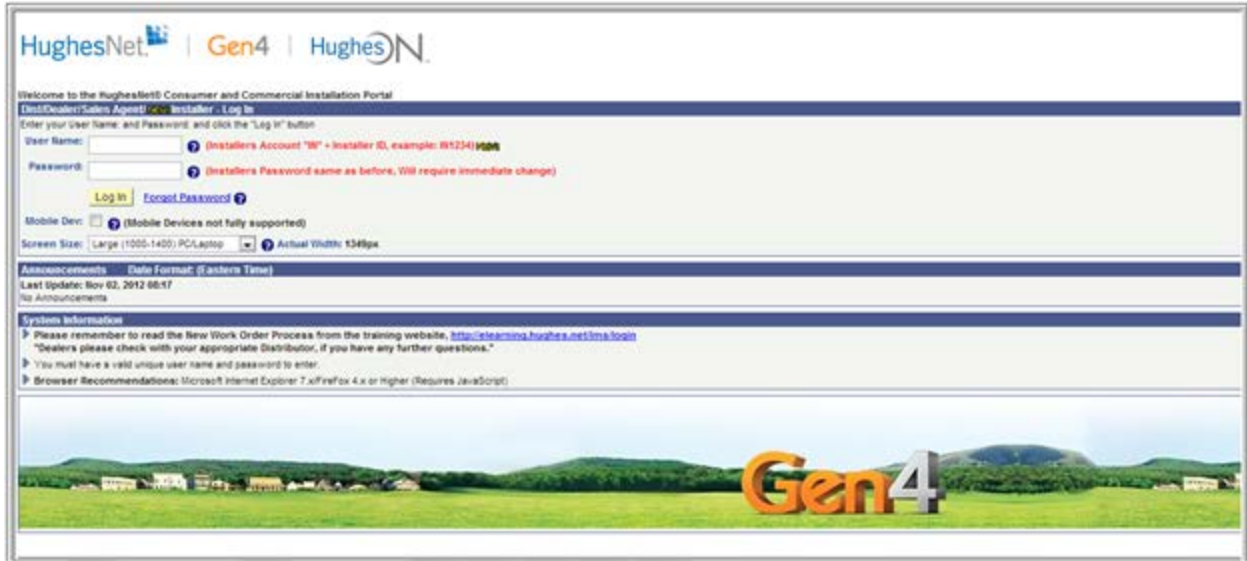 HughesNet. | Gen4 | HughesON
Welcome to the HughesNet® Consumer and Commercial Installation Portal
Dist/Dealer/Sales Agent/ Installer - Log In
Enter your User Name: and Password: and click the "Log In" button
User Name: (Installers Account "IN" + Installer ID, example: IN1234)
Password: (Installers Password same as before, Will require immediate change)
Log In Forgot Password
Mobile Dev: (Mobile Devices not fully supported)
Screen Size: Large (1000-1400) PC/Laptop Actual Width: 1349px
Announcements Date Format: (Eastern Time)
Last Update: Nov 02, 2012 08:17
No Announcements
System Information
Please remember to read the New Work Order Process from the training website, http://elearning.hughes.net/lms/login
"Dealers please check with your appropriate Distributor, if you have any further questions."
You must have a valid unique user name and password to enter.
Browser Recommendations: Microsoft Internet Explorer 7.x/FireFox 4.x or Higher (Requires JavaScript)
Gen4